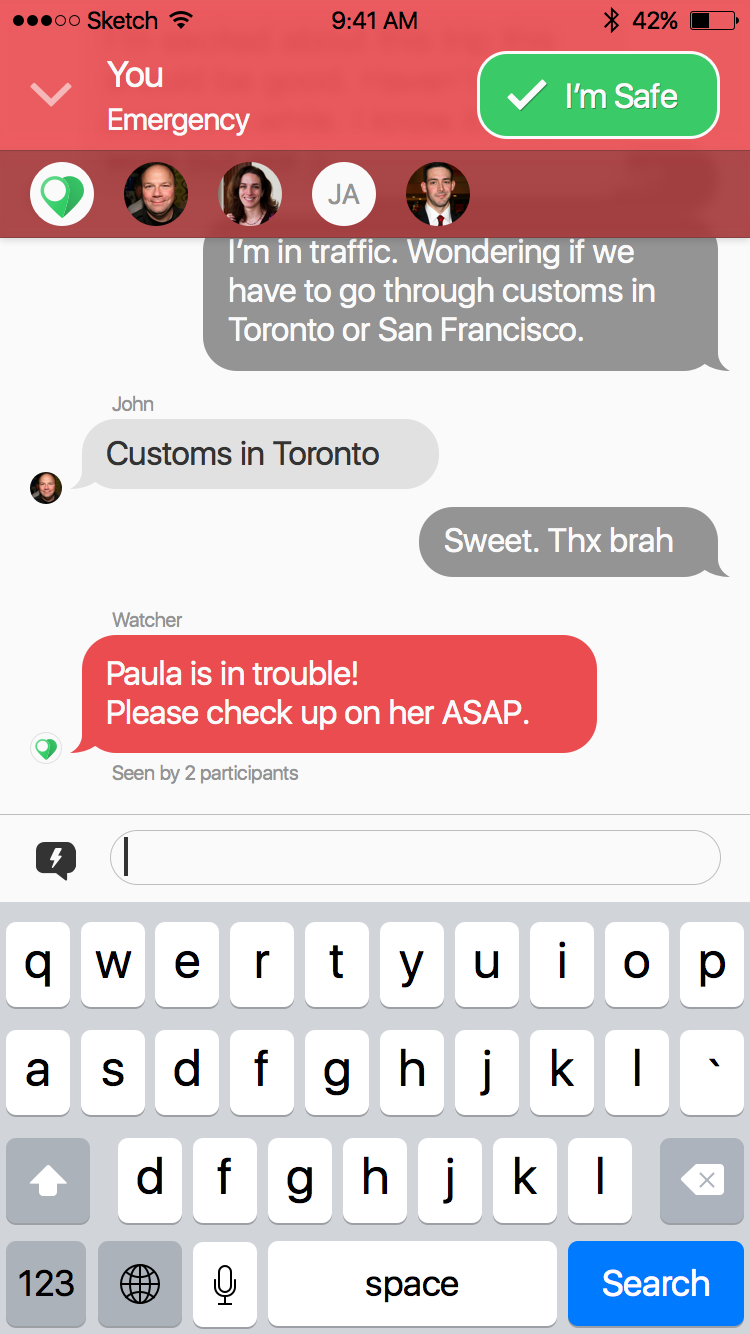 Sketch 9:41 AM 42%
You
Emergency
I'm Safe
JA
I'm in traffic. Wondering if we
have to go through customs in
Toronto or San Francisco.
John
Customs in Toronto
Sweet. Thx brah
Watcher
Paula is in trouble!
Please check up on her ASAP.
Seen by 2 participants
q w e r t y u i o p
a s d f g h j k l `
d f g h j k l
123 space Search